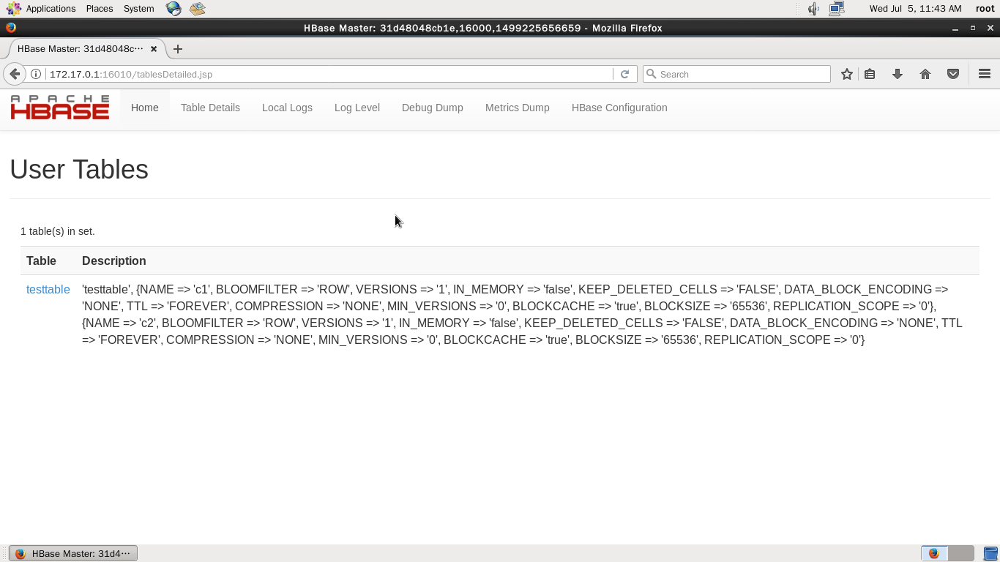 Applications Places System Wed Jul 5, 11:43 AM root
HBase Master: 31d48048cb1e,16000,1499225656659 - Mozilla Firefox
HBase Master: 31d48048c···
172.17.0.1:16010/tablesDetailed.jsp Search
APACHE
HBASE
Home Table Details Local Logs Log Level Debug Dump Metrics Dump HBase Configuration
User Tables
1 table(s) in set.
Table Description
testtable 'testtable', {NAME => 'c1', BLOOMFILTER => 'ROW', VERSIONS => '1', IN_MEMORY => 'false', KEEP_DELETED_CELLS => 'FALSE', DATA_BLOCK_ENCODING =>
'NONE', TTL => 'FOREVER', COMPRESSION => 'NONE', MIN_VERSIONS => '0', BLOCKCACHE => 'true', BLOCKSIZE => '65536', REPLICATION_SCOPE => '0'},
{NAME => 'c2', BLOOMFILTER => 'ROW', VERSIONS => '1', IN_MEMORY => 'false', KEEP_DELETED_CELLS => 'FALSE', DATA_BLOCK_ENCODING => 'NONE', TTL
=> 'FOREVER', COMPRESSION => 'NONE', MIN_VERSIONS => '0', BLOCKCACHE => 'true', BLOCKSIZE => '65536', REPLICATION_SCOPE => '0'}
HBase Master: 31d4···